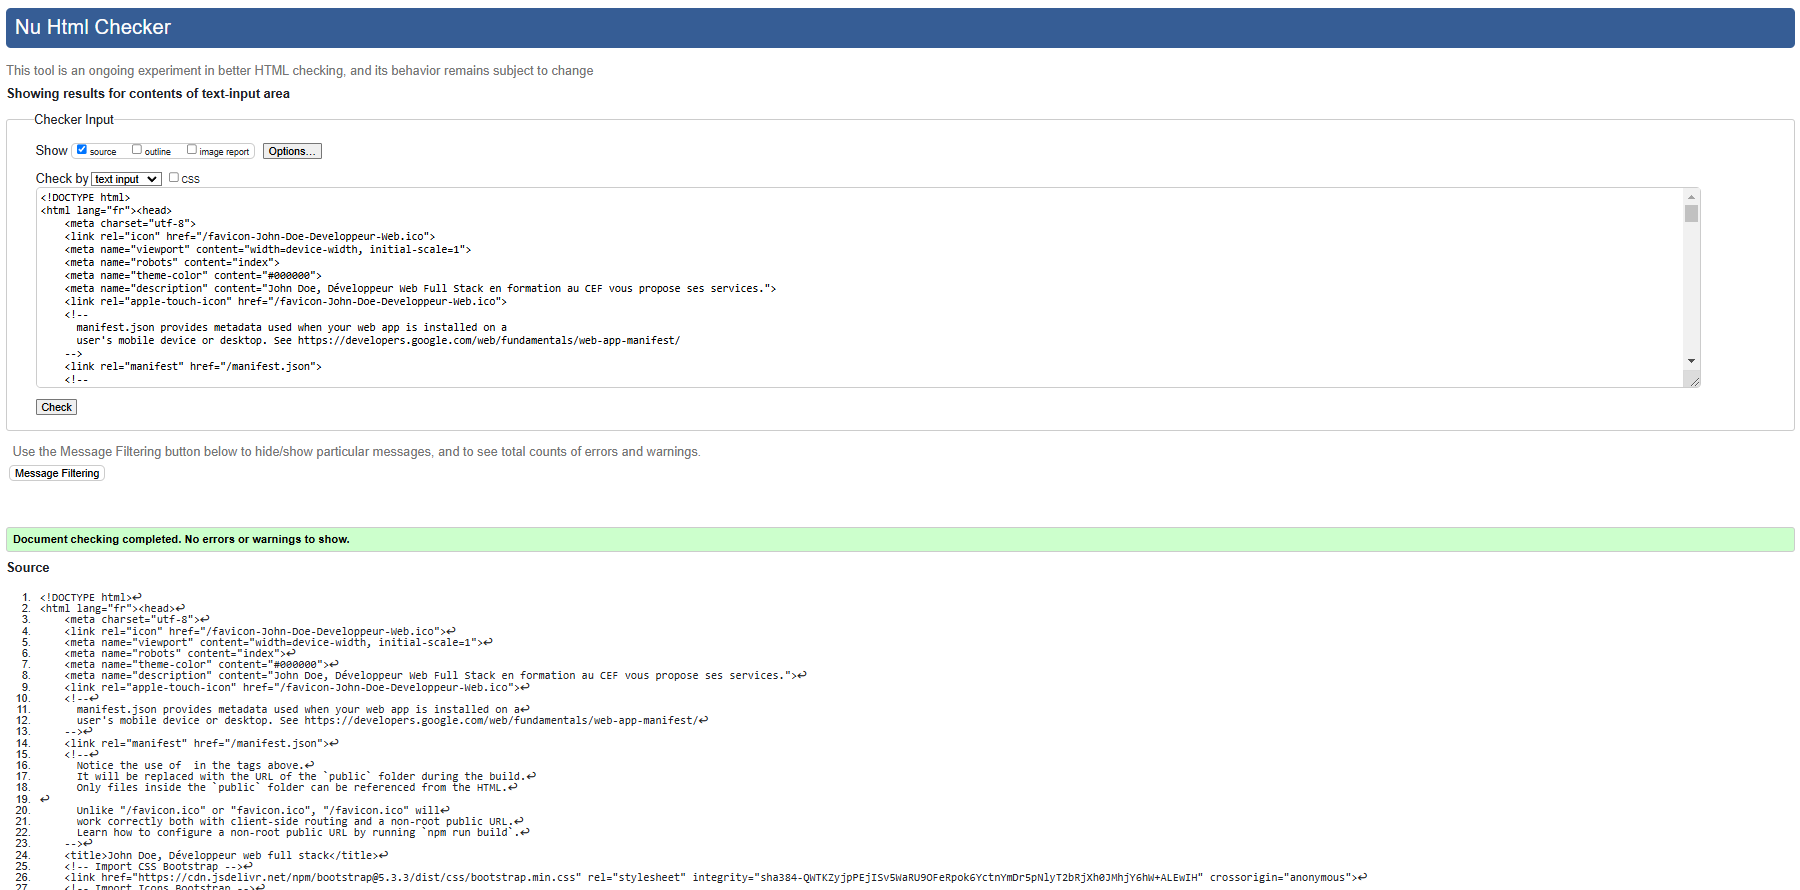 Nu Html Checker
This tool is an ongoing experiment in better HTML checking, and its behavior remains subject to change
Showing results for contents of text-input area
Checker Input
Show source outline image report Options...
Check by text input CSS
<!DOCTYPE html>
<html lang="fr"><head>
    <meta charset="utf-8">
    <link rel="icon" href="/favicon-John-Doe-Developpeur-Web.ico">
    <meta name="viewport" content="width=device-width, initial-scale=1">
    <meta name="robots" content="index">
    <meta name="theme-color" content="#000000">
    <meta name="description" content="John Doe, Développeur Web Full Stack en formation au CEF vous propose ses services.">
    <link rel="apple-touch-icon" href="/favicon-John-Doe-Developpeur-Web.ico">
    <!--
      manifest.json provides metadata used when your web app is installed on a
      user's mobile device or desktop. See https://developers.google.com/web/fundamentals/web-app-manifest/
    -->
    <link rel="manifest" href="/manifest.json">
    <!--
Check
Use the Message Filtering button below to hide/show particular messages, and to see total counts of errors and warnings.
Message Filtering
Document checking completed. No errors or warnings to show.
Source
1. <!DOCTYPE html>↩
2. <html lang="fr"><head>↩
3.     <meta charset="utf-8">↩
4.     <link rel="icon" href="/favicon-John-Doe-Developpeur-Web.ico">↩
5.     <meta name="viewport" content="width=device-width, initial-scale=1">↩
6.     <meta name="robots" content="index">↩
7.     <meta name="theme-color" content="#000000">↩
8.     <meta name="description" content="John Doe, Développeur Web Full Stack en formation au CEF vous propose ses services.">↩
9.     <link rel="apple-touch-icon" href="/favicon-John-Doe-Developpeur-Web.ico">↩
10.     <!--↩
11.       manifest.json provides metadata used when your web app is installed on a↩
12.       user's mobile device or desktop. See https://developers.google.com/web/fundamentals/web-app-manifest/↩
13.     -->↩
14.     <link rel="manifest" href="/manifest.json">↩
15.     <!--↩
16.       Notice the use of  in the tags above.↩
17.       It will be replaced with the URL of the `public` folder during the build.↩
18.       Only files inside the `public` folder can be referenced from the HTML.↩
19. ↩
20.       Unlike "/favicon.ico" or "favicon.ico", "/favicon.ico" will↩
21.       work correctly both with client-side routing and a non-root public URL.↩
22.       Learn how to configure a non-root public URL by running `npm run build`.↩
23.     -->↩
24.     <title>John Doe, Développeur web full stack</title>↩
25.     <!-- Import CSS Bootstrap -->↩
26.     <link href="https://cdn.jsdelivr.net/npm/bootstrap@5.3.3/dist/css/bootstrap.min.css" rel="stylesheet" integrity="sha384-QWTKZyjpPEjISv5WaRU9OFeRpok6YctnYmDr5pNlyT2bRjXh0JMhjY6hW+ALEwIH" crossorigin="anonymous">↩
27.     <!-- Import Icons Bootstrap -->↩